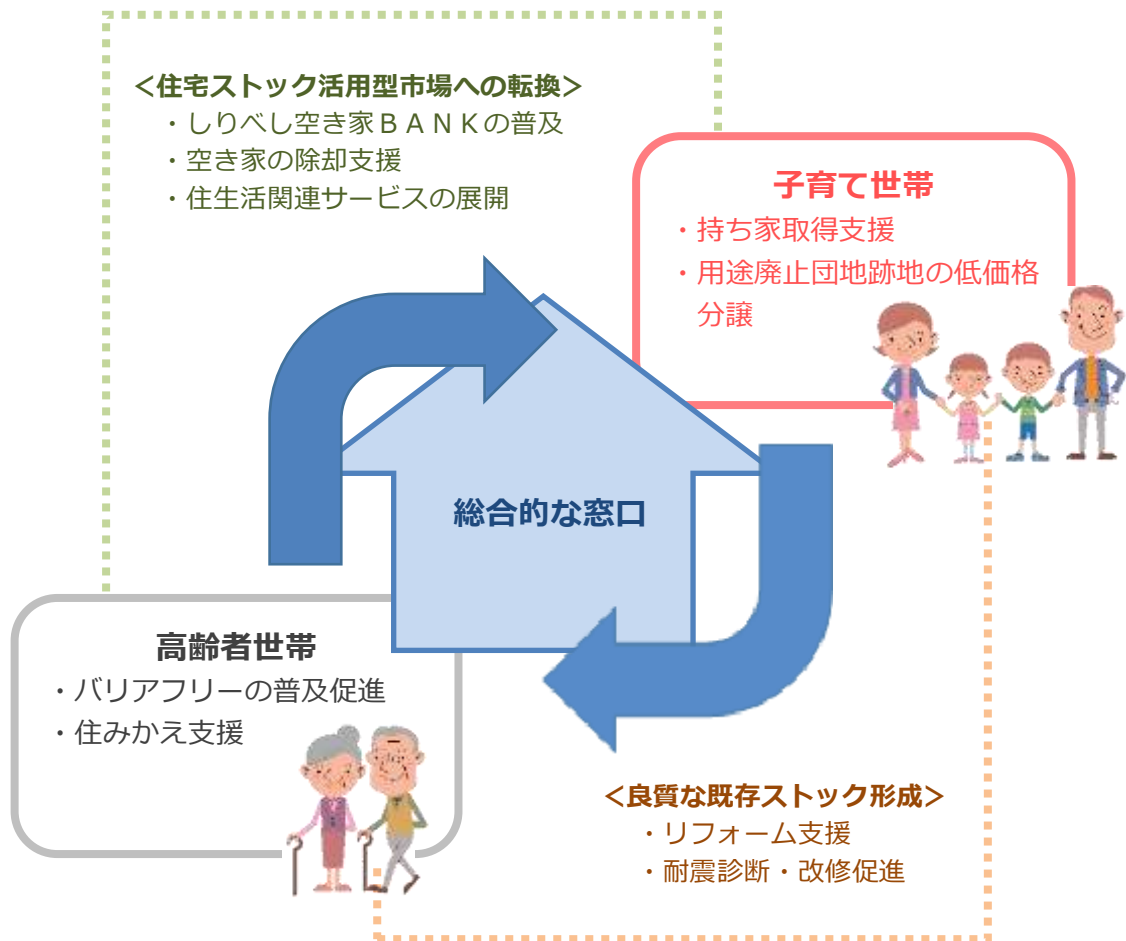 ＜住宅ストック活用型市場への転換＞
・しりべし空き家ＢＡＮＫの普及
・空き家の除却支援
・住生活関連サービスの展開
子育て世帯
・持ち家取得支援
・用途廃止団地跡地の低価格
分譲
総合的な窓口
高齢者世帯
・バリアフリーの普及促進
・住みかえ支援
＜良質な既存ストック形成＞
・リフォーム支援
・耐震診断・改修促進